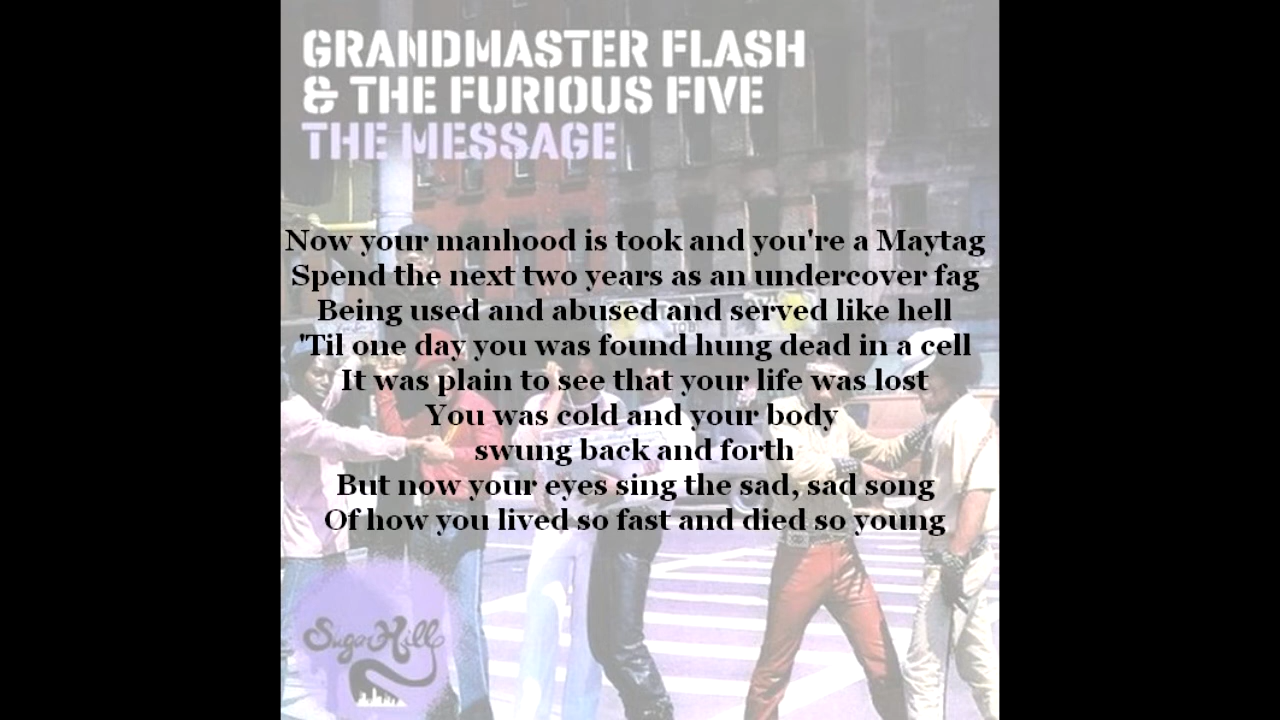 GRANDMASTER FLASH
& THE FURIOUS FIVE
THE MESSAGE
Now your manhood is took and you're a Maytag
Spend the next two years as an undercover fag
Being used and abused and served like hell
'Til one day you was found hung dead in a cell
It was plain to see that your life was lost
You was cold and your body
swung back and forth
But now your eyes sing the sad, sad song
Of how you lived so fast and died so young
SugarHill